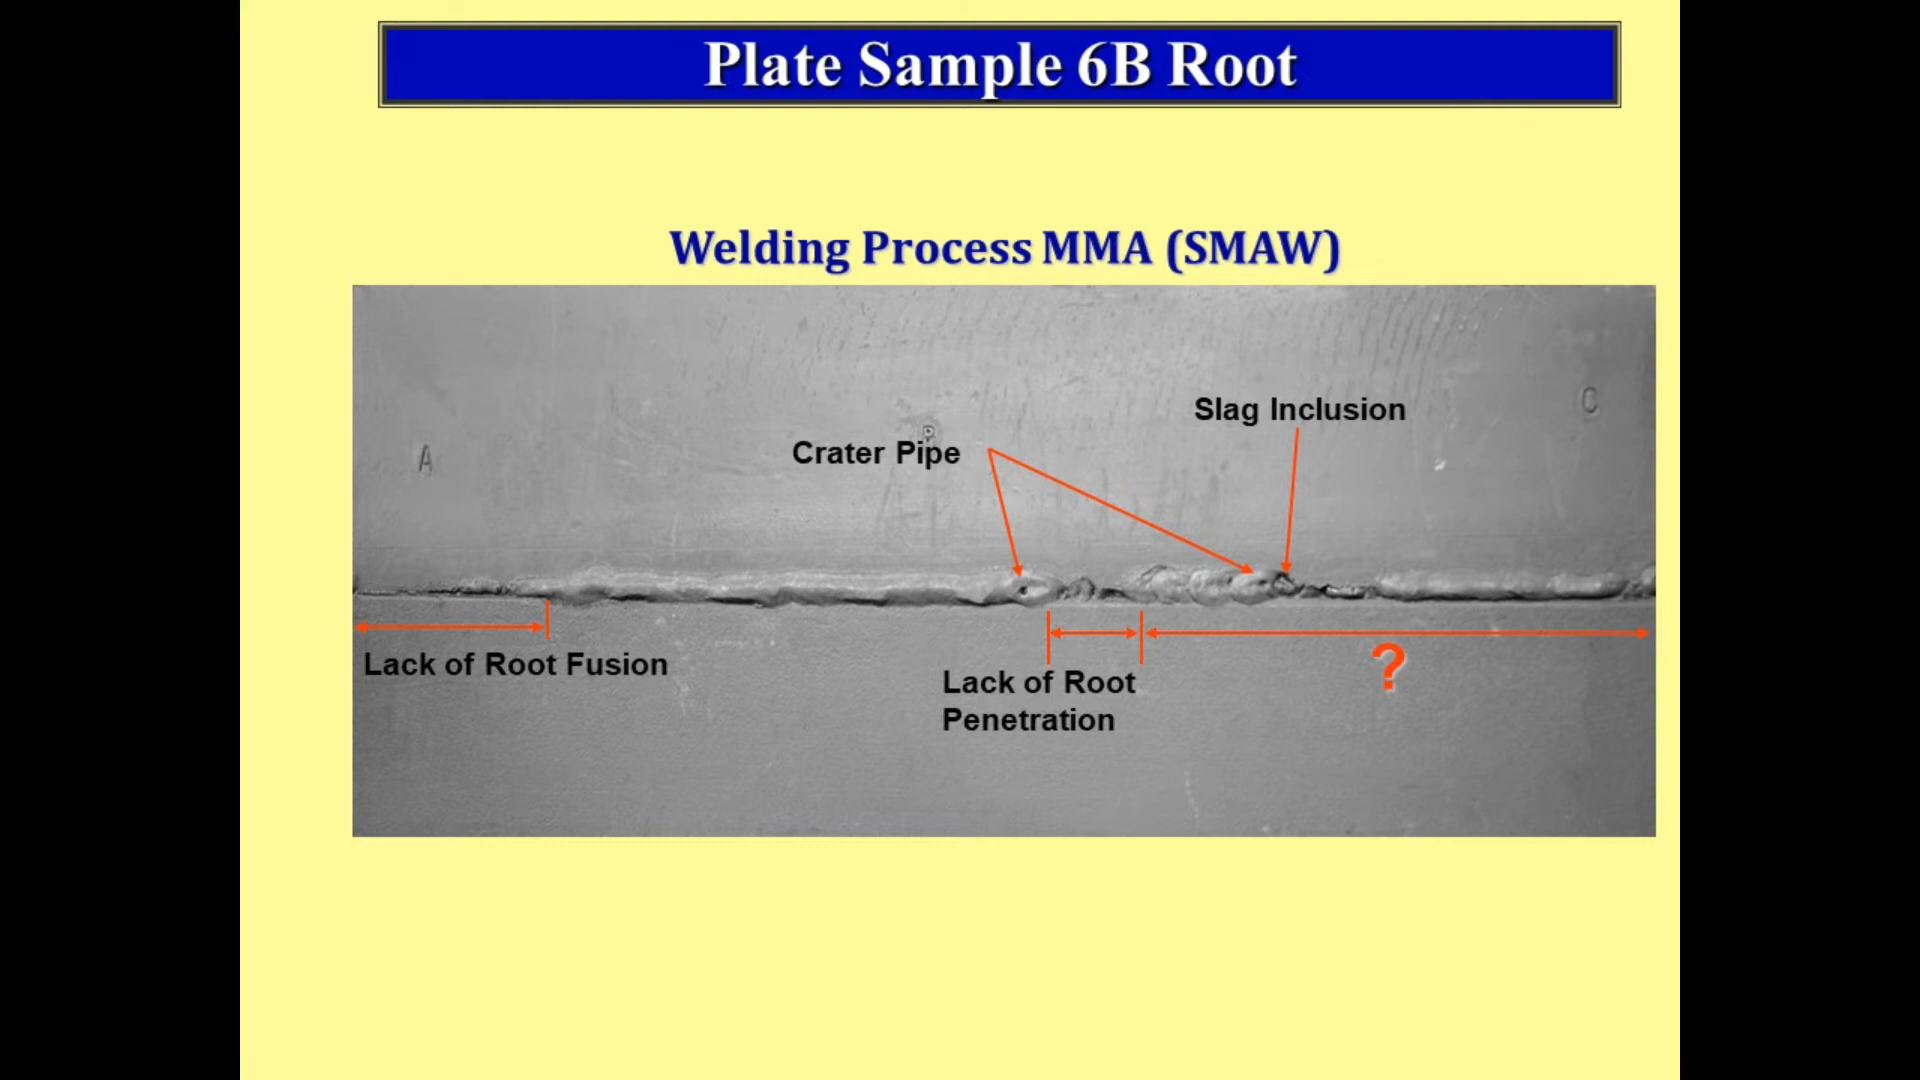 Plate Sample 6B Root
Welding Process MMA (SMAW)
Slag Inclusion
C
Crater Pipe
A
Lack of Root Fusion
?
Lack of Root
Penetration